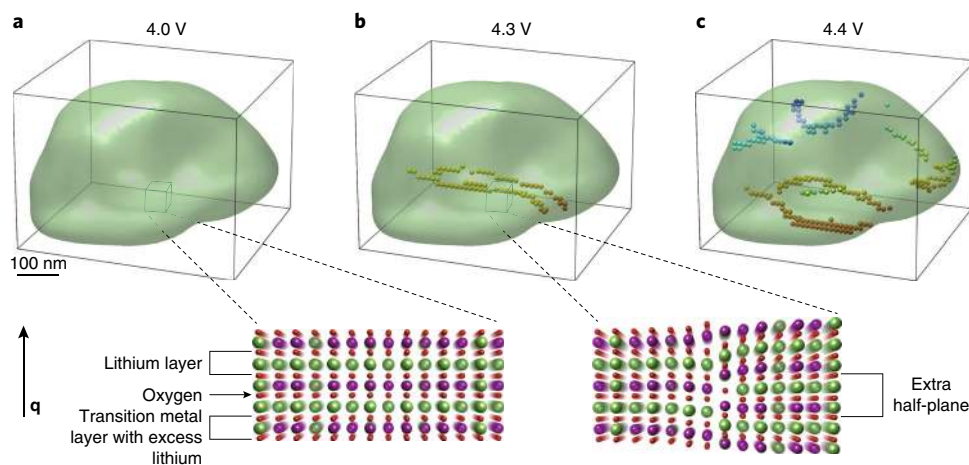 a
4.0 V
b
4.3 V
c
4.4 V
100 nm
q
Lithium layer
Oxygen
Transition metal
layer with excess
lithium
Extra
half-plane